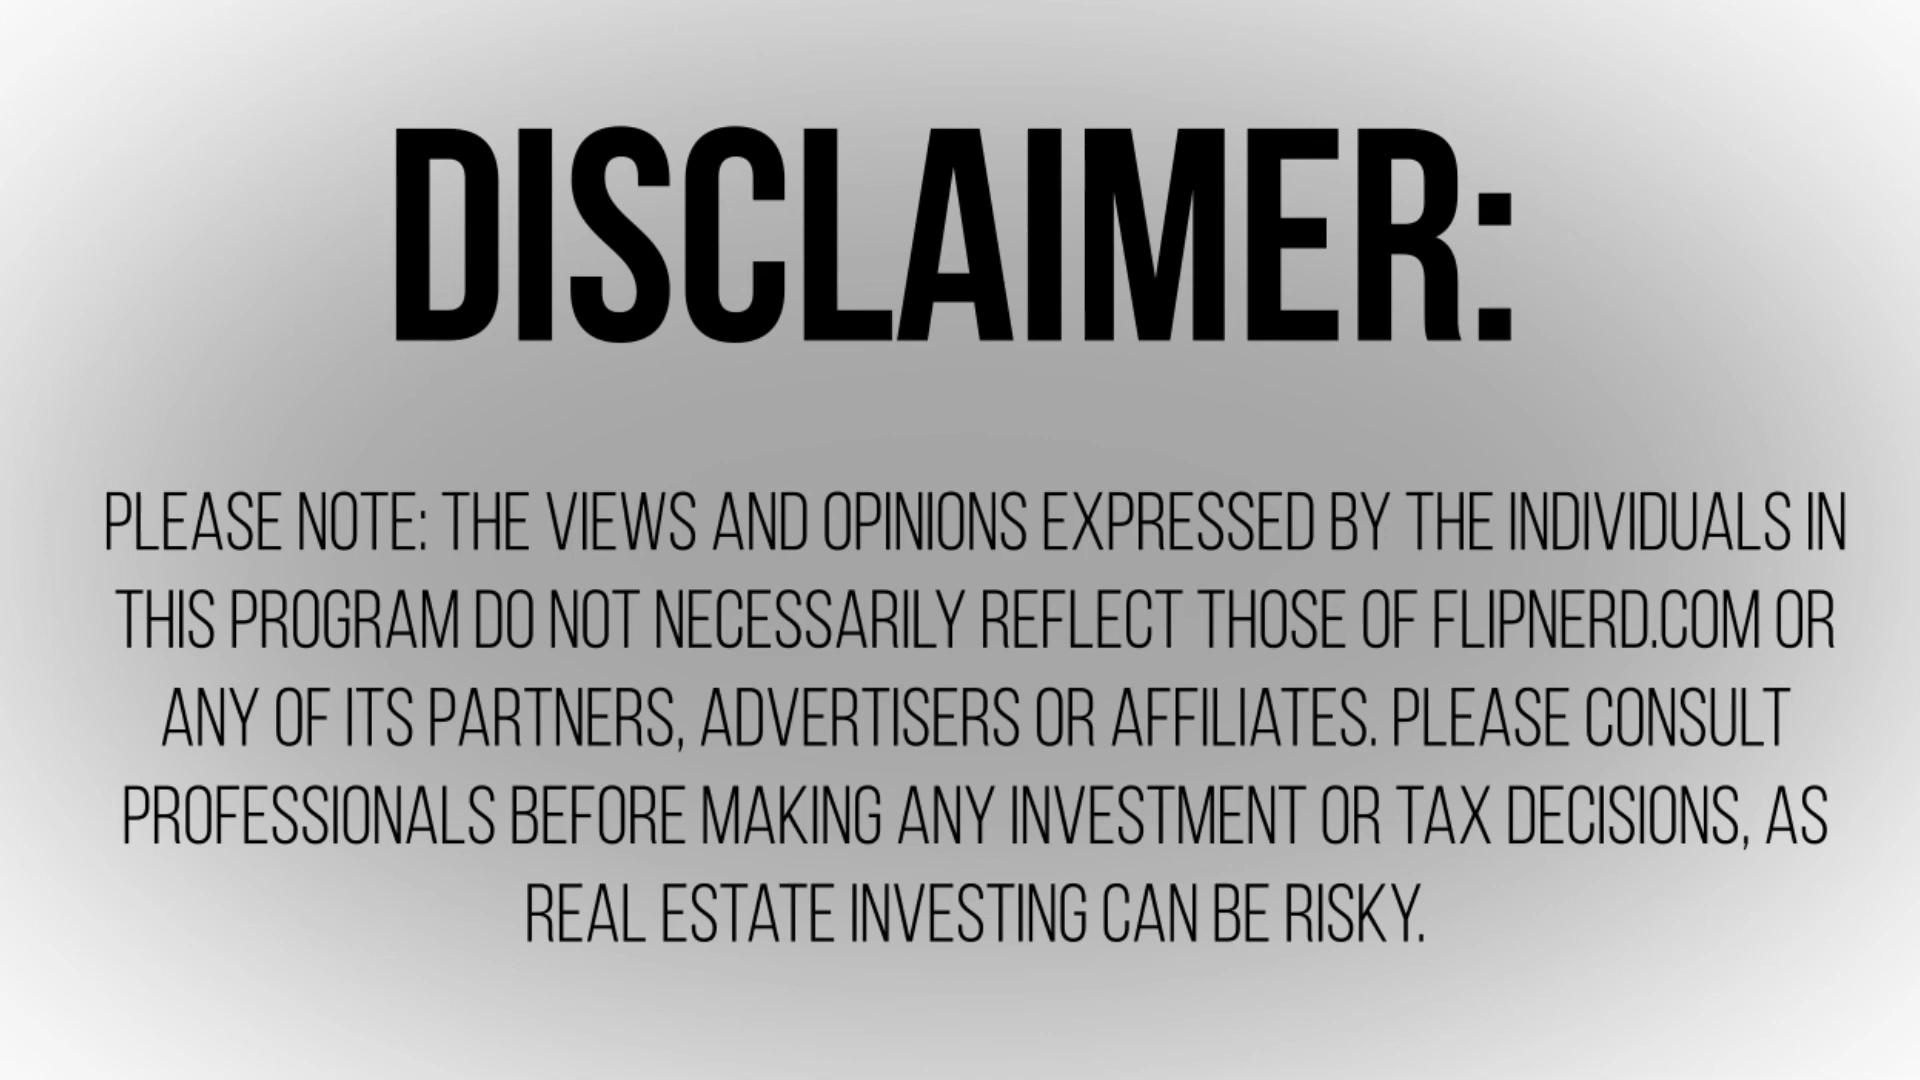 DISCLAIMER:
PLEASE NOTE: THE VIEWS AND OPINIONS EXPRESSED BY THE INDIVIDUALS IN
THIS PROGRAM DO NOT NECESSARILY REFLECT THOSE OF FLIPNERD.COM OR
ANY OF ITS PARTNERS, ADVERTISERS OR AFFILIATES. PLEASE CONSULT
PROFESSIONALS BEFORE MAKING ANY INVESTMENT OR TAX DECISIONS, AS
REAL ESTATE INVESTING CAN BE RISKY.